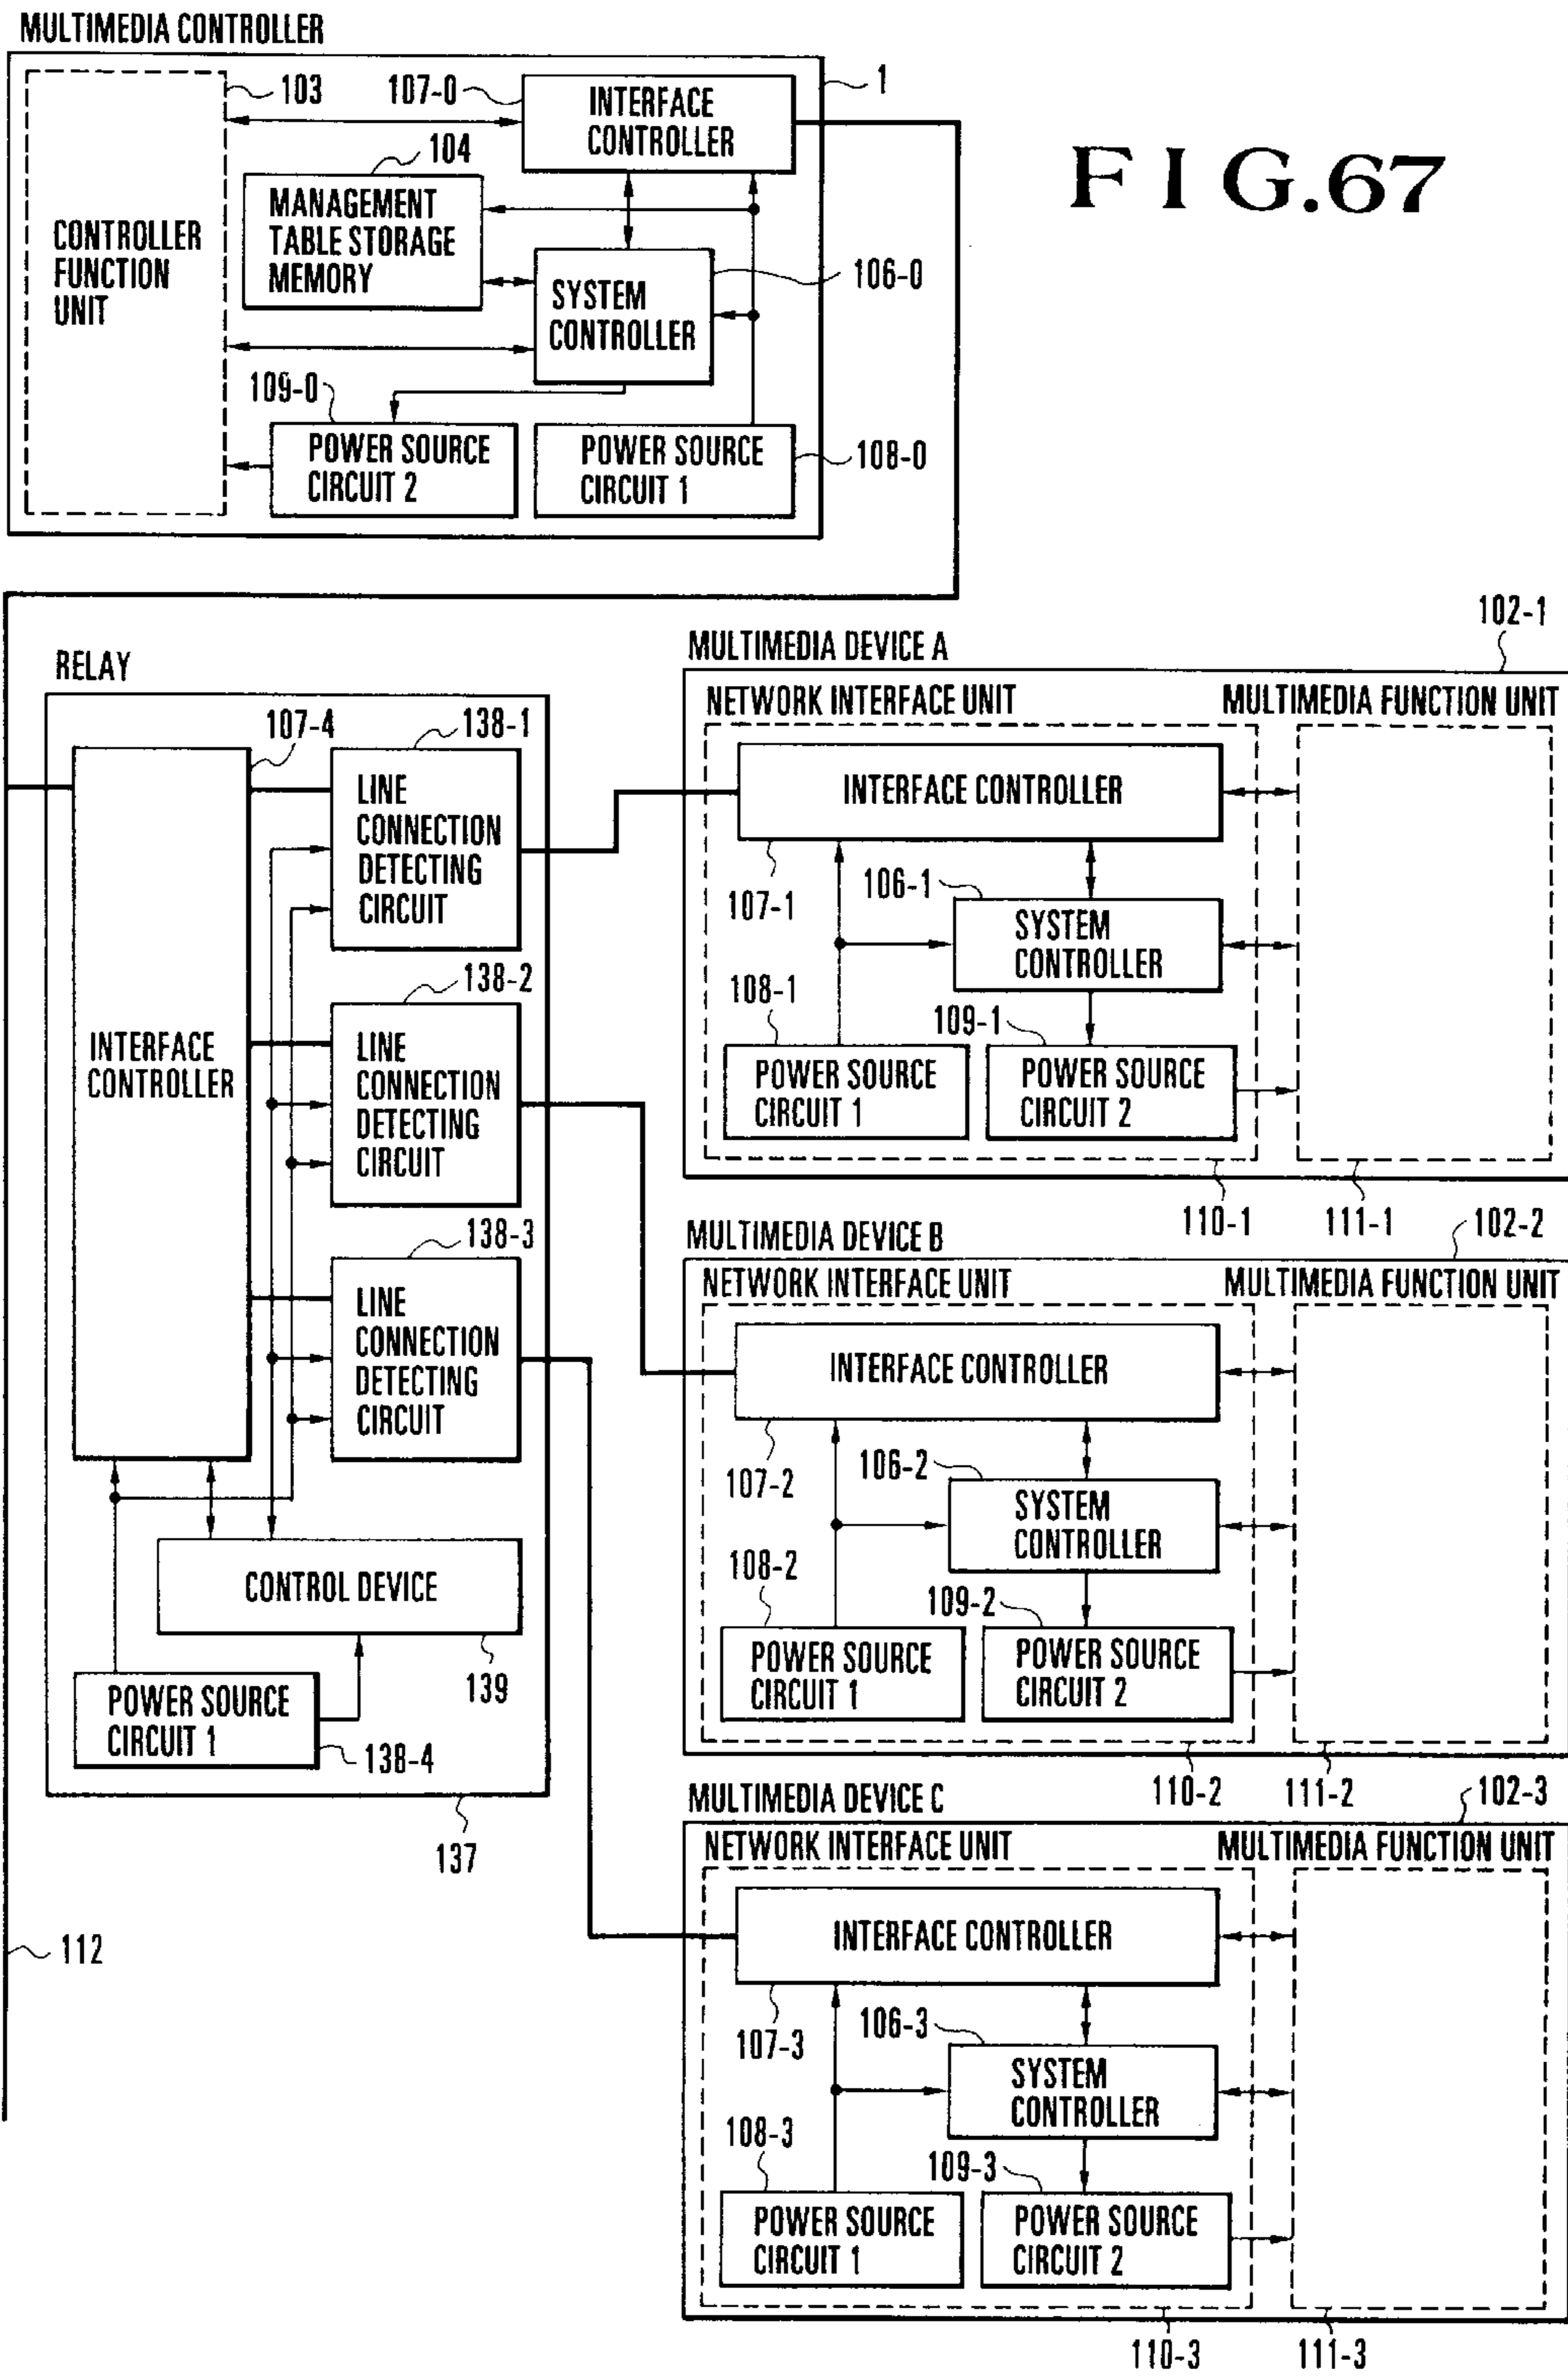 MULTIMEDIA CONTROLLER
103
107-0
INTERFACE
CONTROLLER
1
FIG.67
104
MANAGEMENT
TABLE STORAGE
MEMORY
CONTROLLER
FUNCTION
UNIT
106-0
SYSTEM
CONTROLLER
109-0
POWER SOURCE
CIRCUIT 2
POWER SOURCE
CIRCUIT 1
108-0
RELAY
107-4
138-1
LINE
CONNECTION
DETECTING
CIRCUIT
138-2
INTERFACE
CONTROLLER
LINE
CONNECTION
DETECTING
CIRCUIT
138-3
LINE
CONNECTION
DETECTING
CIRCUIT
CONTROL DEVICE
139
POWER SOURCE
CIRCUIT 1
138-4
137
112
102-1
MULTIMEDIA DEVICE A
NETWORK INTERFACE UNIT
MULTIMEDIA FUNCTION UNIT
INTERFACE CONTROLLER
107-1
106-1
SYSTEM
CONTROLLER
108-1
109-1
POWER SOURCE
CIRCUIT 1
POWER SOURCE
CIRCUIT 2
110-1
111-1
102-2
MULTIMEDIA DEVICE B
NETWORK INTERFACE UNIT
MULTIMEDIA FUNCTION UNIT
INTERFACE CONTROLLER
107-2
106-2
SYSTEM
CONTROLLER
108-2
109-2
POWER SOURCE
CIRCUIT 1
POWER SOURCE
CIRCUIT 2
110-2
111-2
102-3
MULTIMEDIA DEVICE C
NETWORK INTERFACE UNIT
MULTIMEDIA FUNCTION UNIT
INTERFACE CONTROLLER
107-3
106-3
SYSTEM
CONTROLLER
108-3
109-3
POWER SOURCE
CIRCUIT 1
POWER SOURCE
CIRCUIT 2
110-3
111-3